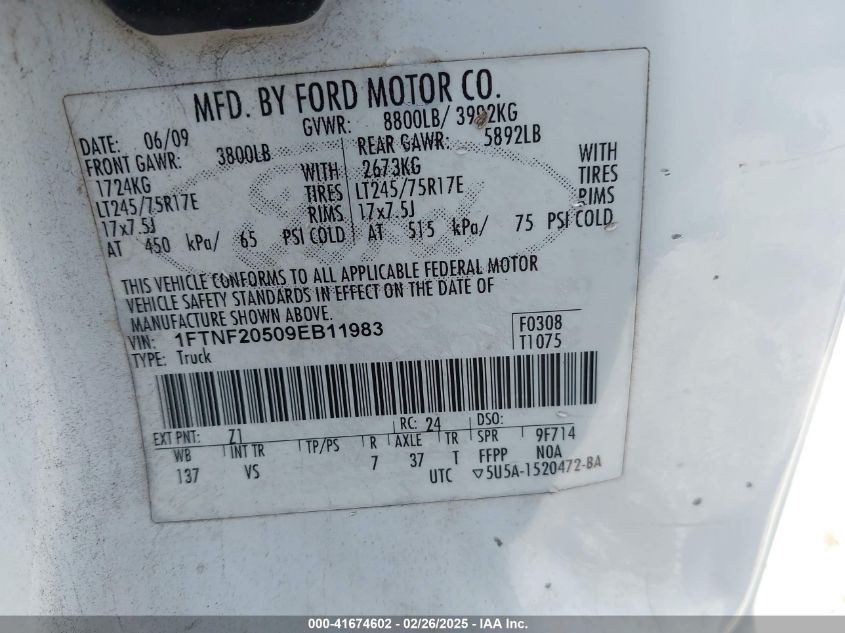 MFD. BY FORD MOTOR CO.
DATE: 06/09 GVWR: 8800LB/ 3992KG
FRONT GAWR: 3800LB REAR GAWR: 5892LB
1724KG WITH 2673KG WITH
LT245/75R17E TIRES LT245/75R17E TIRES
17x7.5J RIMS 17x7.5J RIMS
AT 450 kPa/ 65 PSI COLD AT 515 kPa/ 75 PSI COLD
THIS VEHICLE CONFORMS TO ALL APPLICABLE FEDERAL MOTOR
VEHICLE SAFETY STANDARDS IN EFFECT ON THE DATE OF
MANUFACTURE SHOWN ABOVE.
VIN: 1FTNF20509EB11983 F0308
TYPE: Truck T1075
EXT PNT: Z1 RC: 24 DSO:
WB INT TR TP/PS R AXLE TR SPR 9F714
137 VS 7 37 T FFPP N0A
UTC ▽5U5A-1520472-BA
000-41674602 - 02/26/2025 - IAA Inc.